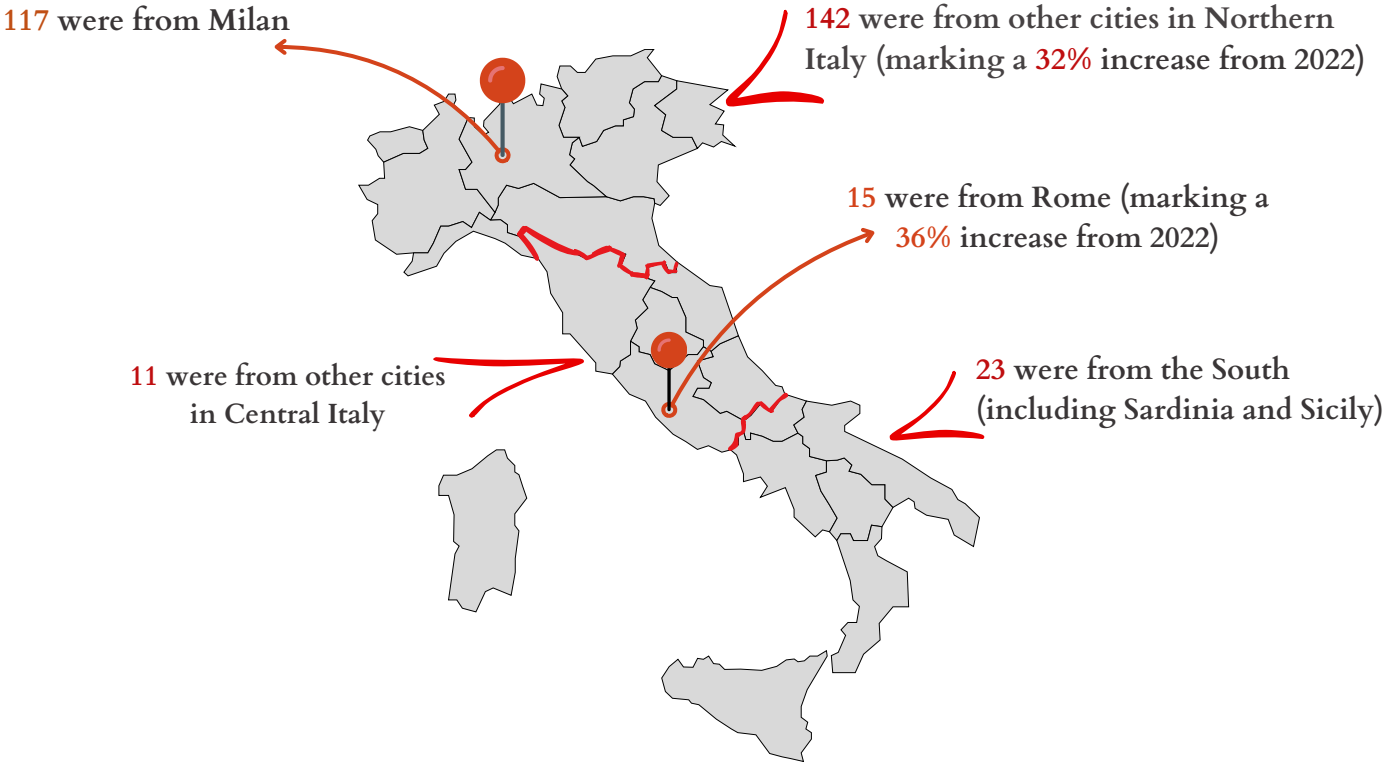 117 were from Milan
142 were from other cities in Northern
Italy (marking a 32% increase from 2022)
15 were from Rome (marking a
36% increase from 2022)
11 were from other cities
in Central Italy
23 were from the South
(including Sardinia and Sicily)